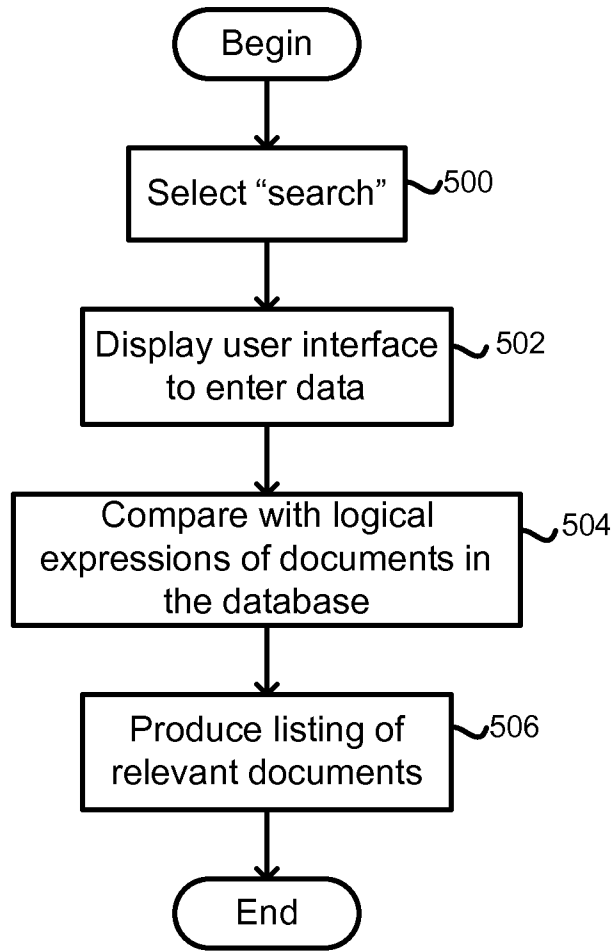 Begin
Select “search”
500
Display user interface
to enter data
502
Compare with logical
expressions of documents in
the database
504
Produce listing of
relevant documents
506
End